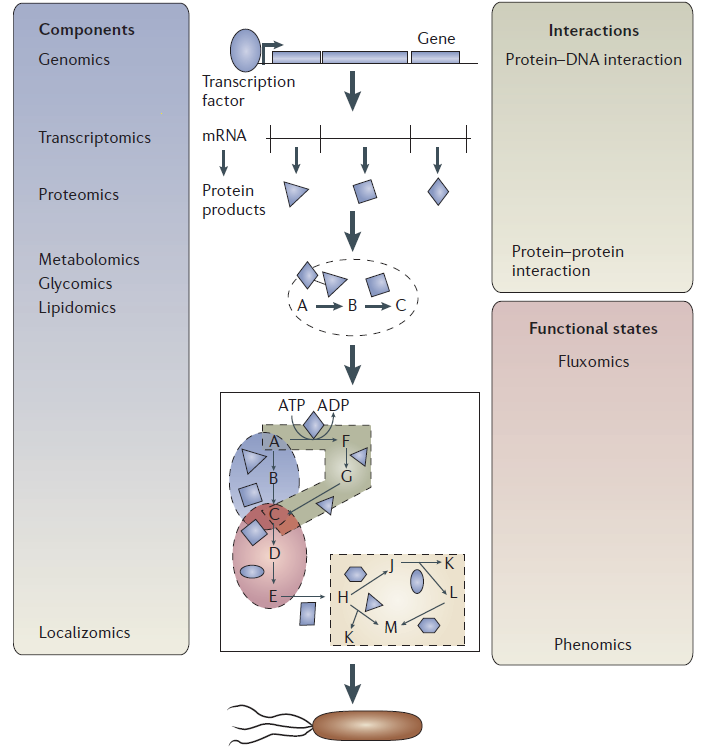 Components
Genomics
Transcriptomics
Proteomics
Metabolomics
Glycomics
Lipidomics
Localizomics
Gene
Transcription
factor
mRNA
Protein
products
A B C
ATP ADP
A F
B G
C
D
E
H J K
L
M
K
Interactions
Protein–DNA interaction
Protein–protein
interaction
Functional states
Fluxomics
Phenomics